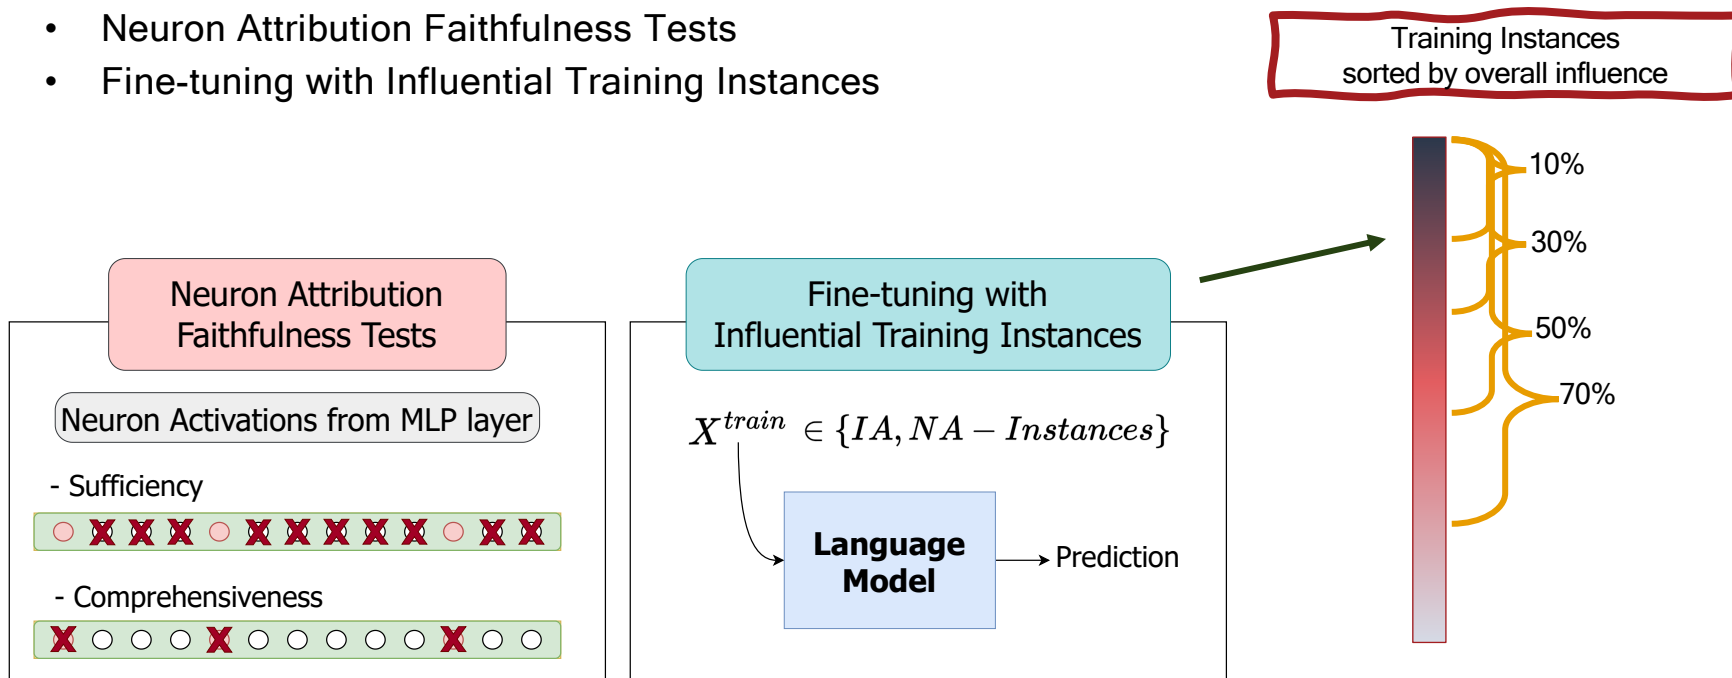 • Neuron Attribution Faithfulness Tests
• Fine-tuning with Influential Training Instances
Training Instances
sorted by overall influence
10%
30%
50%
70%
Neuron Attribution
Faithfulness Tests
Neuron Activations from MLP layer
- Sufficiency
- Comprehensiveness
Fine-tuning with
Influential Training Instances
X^{train} ∈ {IA, NA − Instances}
Language
Model
Prediction